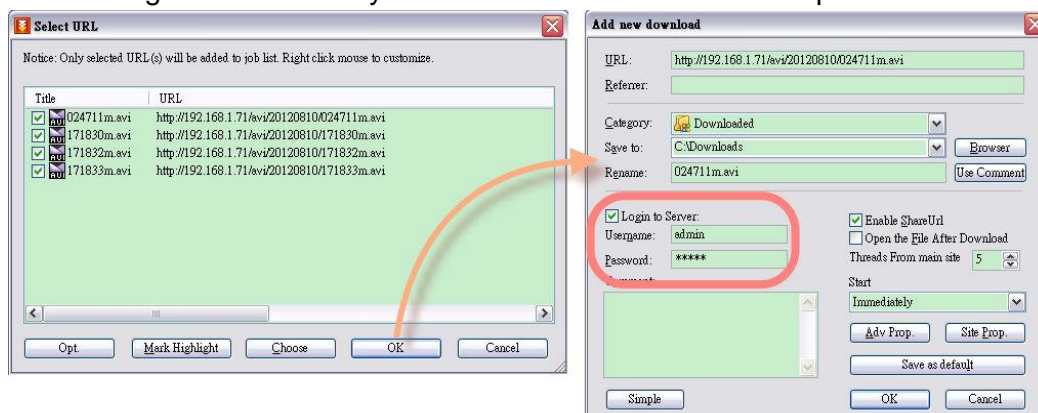 Select URL
Notice: Only selected URL(s) will be added to job list. Right click mouse to customize.
Title URL
024711m.avi http://192.168.1.71/avi/20120810/024711m.avi
171830m.avi http://192.168.1.71/avi/20120810/171830m.avi
171832m.avi http://192.168.1.71/avi/20120810/171832m.avi
171833m.avi http://192.168.1.71/avi/20120810/171833m.avi
Opt. Mark Highlight Choose OK Cancel
Add new download
URL: http://192.168.1.71/avi/20120810/024711m.avi
Referrer:
Category: Downloaded
Save to: C:\Downloads Browser
Rename: 024711m.avi Use Comment
Login to Server:
Username: admin
Password: *****
Enable ShareUrl
Open the File After Download
Threads From main site 5
Start
Immediately
Adv Prop. Site Prop.
Save as default
Simple OK Cancel